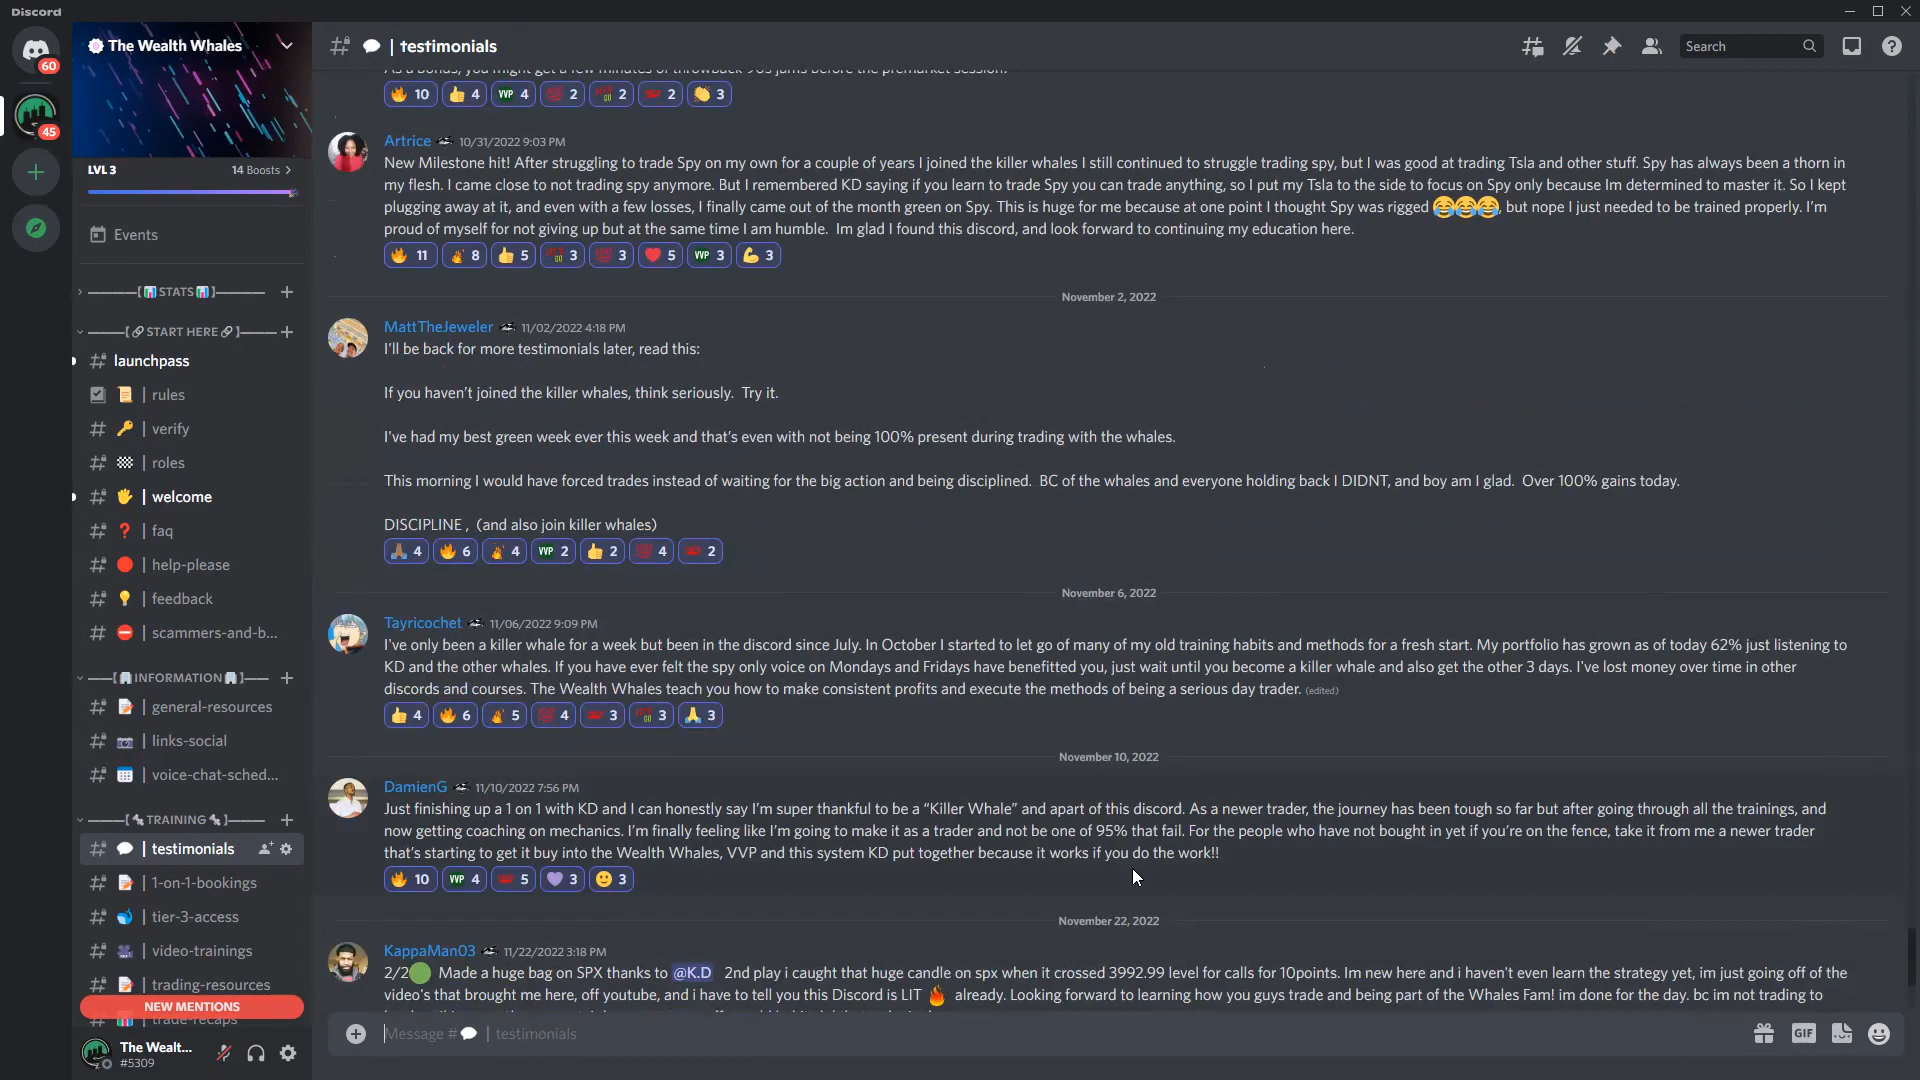 Discord
60
45
The Wealth Whales
LVL 3
14 Boosts
Events
STATS
START HERE
launchpass
rules
verify
roles
welcome
faq
help-please
feedback
scammers-and-b...
INFORMATION
general-resources
links-social
voice-chat-sched...
TRAINING
testimonials
1-on-1-bookings
tier-3-access
video-trainings
trading-resources
NEW MENTIONS
trade-recaps
The Wealt...
#5309
| testimonials
Search
As a bonus, you might get a few minutes of throwback 90s jams before the premarket session!
🔥 10 👍 4 VVP 4 💯 2 GO 2 2 👏 3
Artrice 10/31/2022 9:03 PM
New Milestone hit! After struggling to trade Spy on my own for a couple of years I joined the killer whales I still continued to struggle trading spy, but I was good at trading Tsla and other stuff. Spy has always been a thorn in
my flesh. I came close to not trading spy anymore. But I remembered KD saying if you learn to trade Spy you can trade anything, so I put my Tsla to the side to focus on Spy only because Im determined to master it. So I kept
plugging away at it, and even with a few losses, I finally came out of the month green on Spy. This is huge for me because at one point I thought Spy was rigged 😂😂😂, but nope I just needed to be trained properly. I'm
proud of myself for not giving up but at the same time I am humble. Im glad I found this discord, and look forward to continuing my education here.
🔥 11 8 👍 5 3 💯 3 ❤️ 5 VVP 3 💪 3
November 2, 2022
MattTheJeweler 11/02/2022 4:18 PM
I'll be back for more testimonials later, read this:
If you haven't joined the killer whales, think seriously. Try it.
I've had my best green week ever this week and that's even with not being 100% present during trading with the whales.
This morning I would have forced trades instead of waiting for the big action and being disciplined. BC of the whales and everyone holding back I DIDNT, and boy am I glad. Over 100% gains today.
DISCIPLINE , (and also join killer whales)
4 🔥 6 4 VVP 2 👍 2 💯 4 2
November 6, 2022
Tayricochet 11/06/2022 9:09 PM
I've only been a killer whale for a week but been in the discord since July. In October I started to let go of many of my old training habits and methods for a fresh start. My portfolio has grown as of today 62% just listening to
KD and the other whales. If you have ever felt the spy only voice on Mondays and Fridays have benefitted you, just wait until you become a killer whale and also get the other 3 days. I've lost money over time in other
discords and courses. The Wealth Whales teach you how to make consistent profits and execute the methods of being a serious day trader. (edited)
👍 4 🔥 6 5 💯 4 3 GO 3 🙏 3
November 10, 2022
DamienG 11/10/2022 7:56 PM
Just finishing up a 1 on 1 with KD and I can honestly say I'm super thankful to be a “Killer Whale” and apart of this discord. As a newer trader, the journey has been tough so far but after going through all the trainings, and
now getting coaching on mechanics. I'm finally feeling like I'm going to make it as a trader and not be one of 95% that fail. For the people who have not bought in yet if you're on the fence, take it from me a newer trader
that's starting to get it buy into the Wealth Whales, VVP and this system KD put together because it works if you do the work!!
🔥 10 VVP 4 5 💜 3 🙂 3
November 22, 2022
KappaMan03 11/22/2022 3:18 PM
2/2🟢 Made a huge bag on SPX thanks to @K.D 2nd play i caught that huge candle on spx when it crossed 3992.99 level for calls for 10points. Im new here and i haven't even learn the strategy yet, im just going off of the
video's that brought me here, off youtube, and i have to tell you this Discord is LIT 🔥 already. Looking forward to learning how you guys trade and being part of the Whales Fam! im done for the day. bc im not trading to
Message # | testimonials
GIF